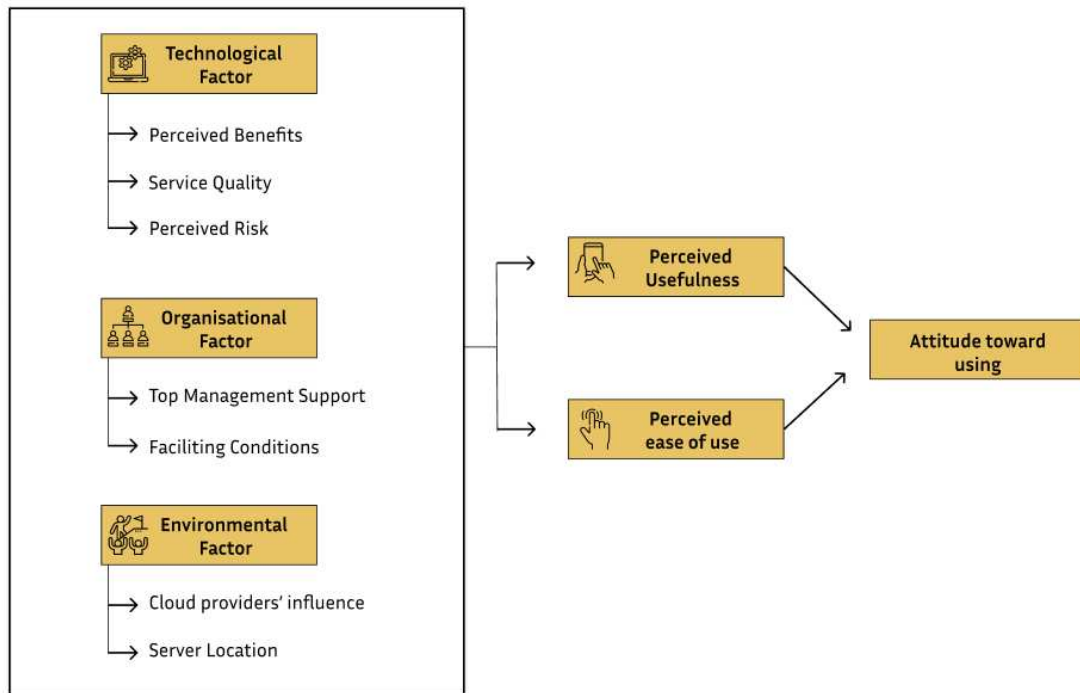 Technological
Factor
Perceived Benefits
Service Quality
Perceived Risk
Organisational
Factor
Top Management Support
Faciliting Conditions
Environmental
Factor
Cloud providers' influence
Server Location
Perceived
Usefulness
Perceived
ease of use
Attitude toward
using